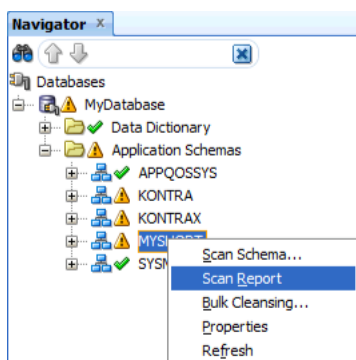 Navigator
Databases
MyDatabase
Data Dictionary
Application Schemas
APPQOSSYS
KONTRA
KONTRAX
Scan Schema...
Scan Report
Bulk Cleansing...
Properties
Refresh